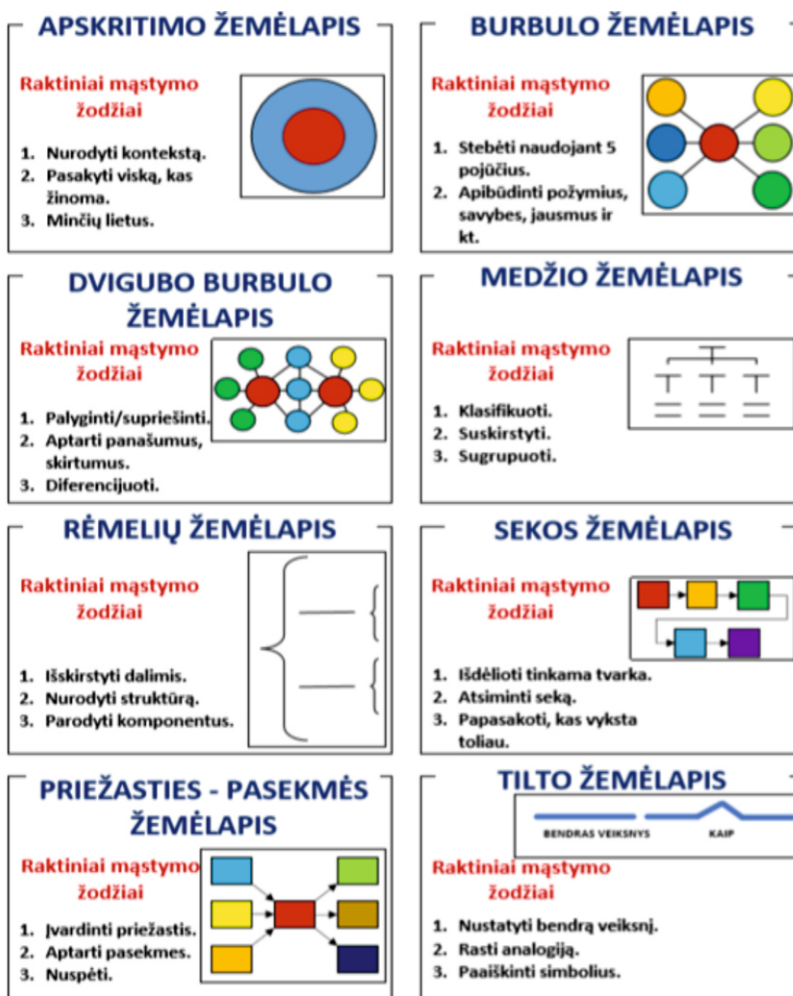 APSKRITIMO ŽEMĖLAPIS
Raktiniai mąstymo
žodžiai
1. Nurodyti kontekstą.
2. Pasakyti viską, kas
žinoma.
3. Minčių lietus.
BURBULO ŽEMĖLAPIS
Raktiniai mąstymo
žodžiai
1. Stebėti naudojant 5
pojūčius.
2. Apibūdinti požymius,
savybes, jausmus ir
kt.
DVIGUBO BURBULO
ŽEMĖLAPIS
Raktiniai mąstymo
žodžiai
1. Palyginti/supriešinti.
2. Aptarti panašumus,
skirtumus.
3. Diferencijuoti.
MEDŽIO ŽEMĖLAPIS
Raktiniai mąstymo
žodžiai
1. Klasifikuoti.
2. Suskirstyti.
3. Sugrupuoti.
RĖMELIŲ ŽEMĖLAPIS
Raktiniai mąstymo
žodžiai
1. Išskirstyti dalimis.
2. Nurodyti struktūrą.
3. Parodyti komponentus.
SEKOS ŽEMĖLAPIS
Raktiniai mąstymo
žodžiai
1. Išdėlioti tinkama tvarka.
2. Atsiminti seką.
3. Papasakoti, kas vyksta
toliau.
PRIEŽASTIES - PASEKMĖS
ŽEMĖLAPIS
Raktiniai mąstymo
žodžiai
1. Įvardinti priežastis.
2. Aptarti pasekmes.
3. Nuspėti.
TILTO ŽEMĖLAPIS
BENDRAS VEIKSNYS KAIP
Raktiniai mąstymo
žodžiai
1. Nustatyti bendrą veiksnį.
2. Rasti analogiją.
3. Paaiškinti simbolius.